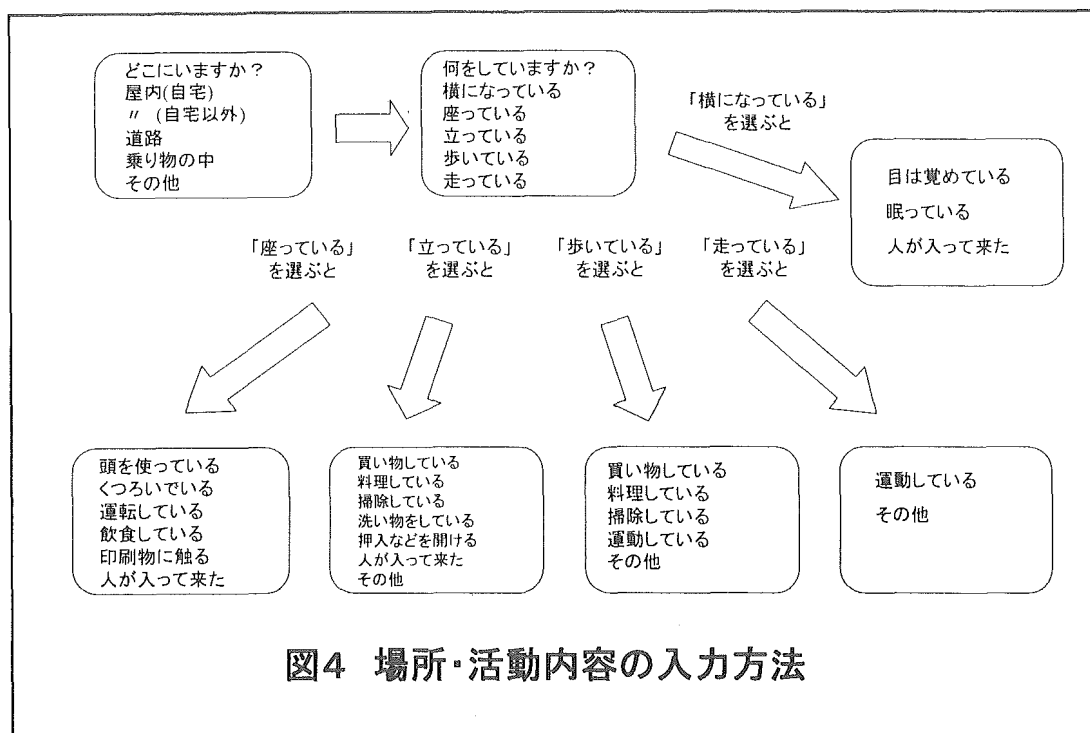 どこにいますか？
屋内(自宅)
〃 (自宅以外)
道路
乗り物の中
その他
何をしていますか？
横になっている
座っている
立っている
歩いている
走っている
「横になっている」
を選ぶと
目は覚めている
眠っている
人が入って来た
「座っている」
を選ぶと
「立っている」
を選ぶと
「歩いている」
を選ぶと
「走っている」
を選ぶと
頭を使っている
くつろいでいる
運転している
飲食している
印刷物に触る
人が入って来た
買い物している
料理している
掃除している
洗い物をしている
押入などを開ける
人が入って来た
その他
買い物している
料理している
掃除している
運動している
その他
運動している
その他
図4 場所・活動内容の入力方法